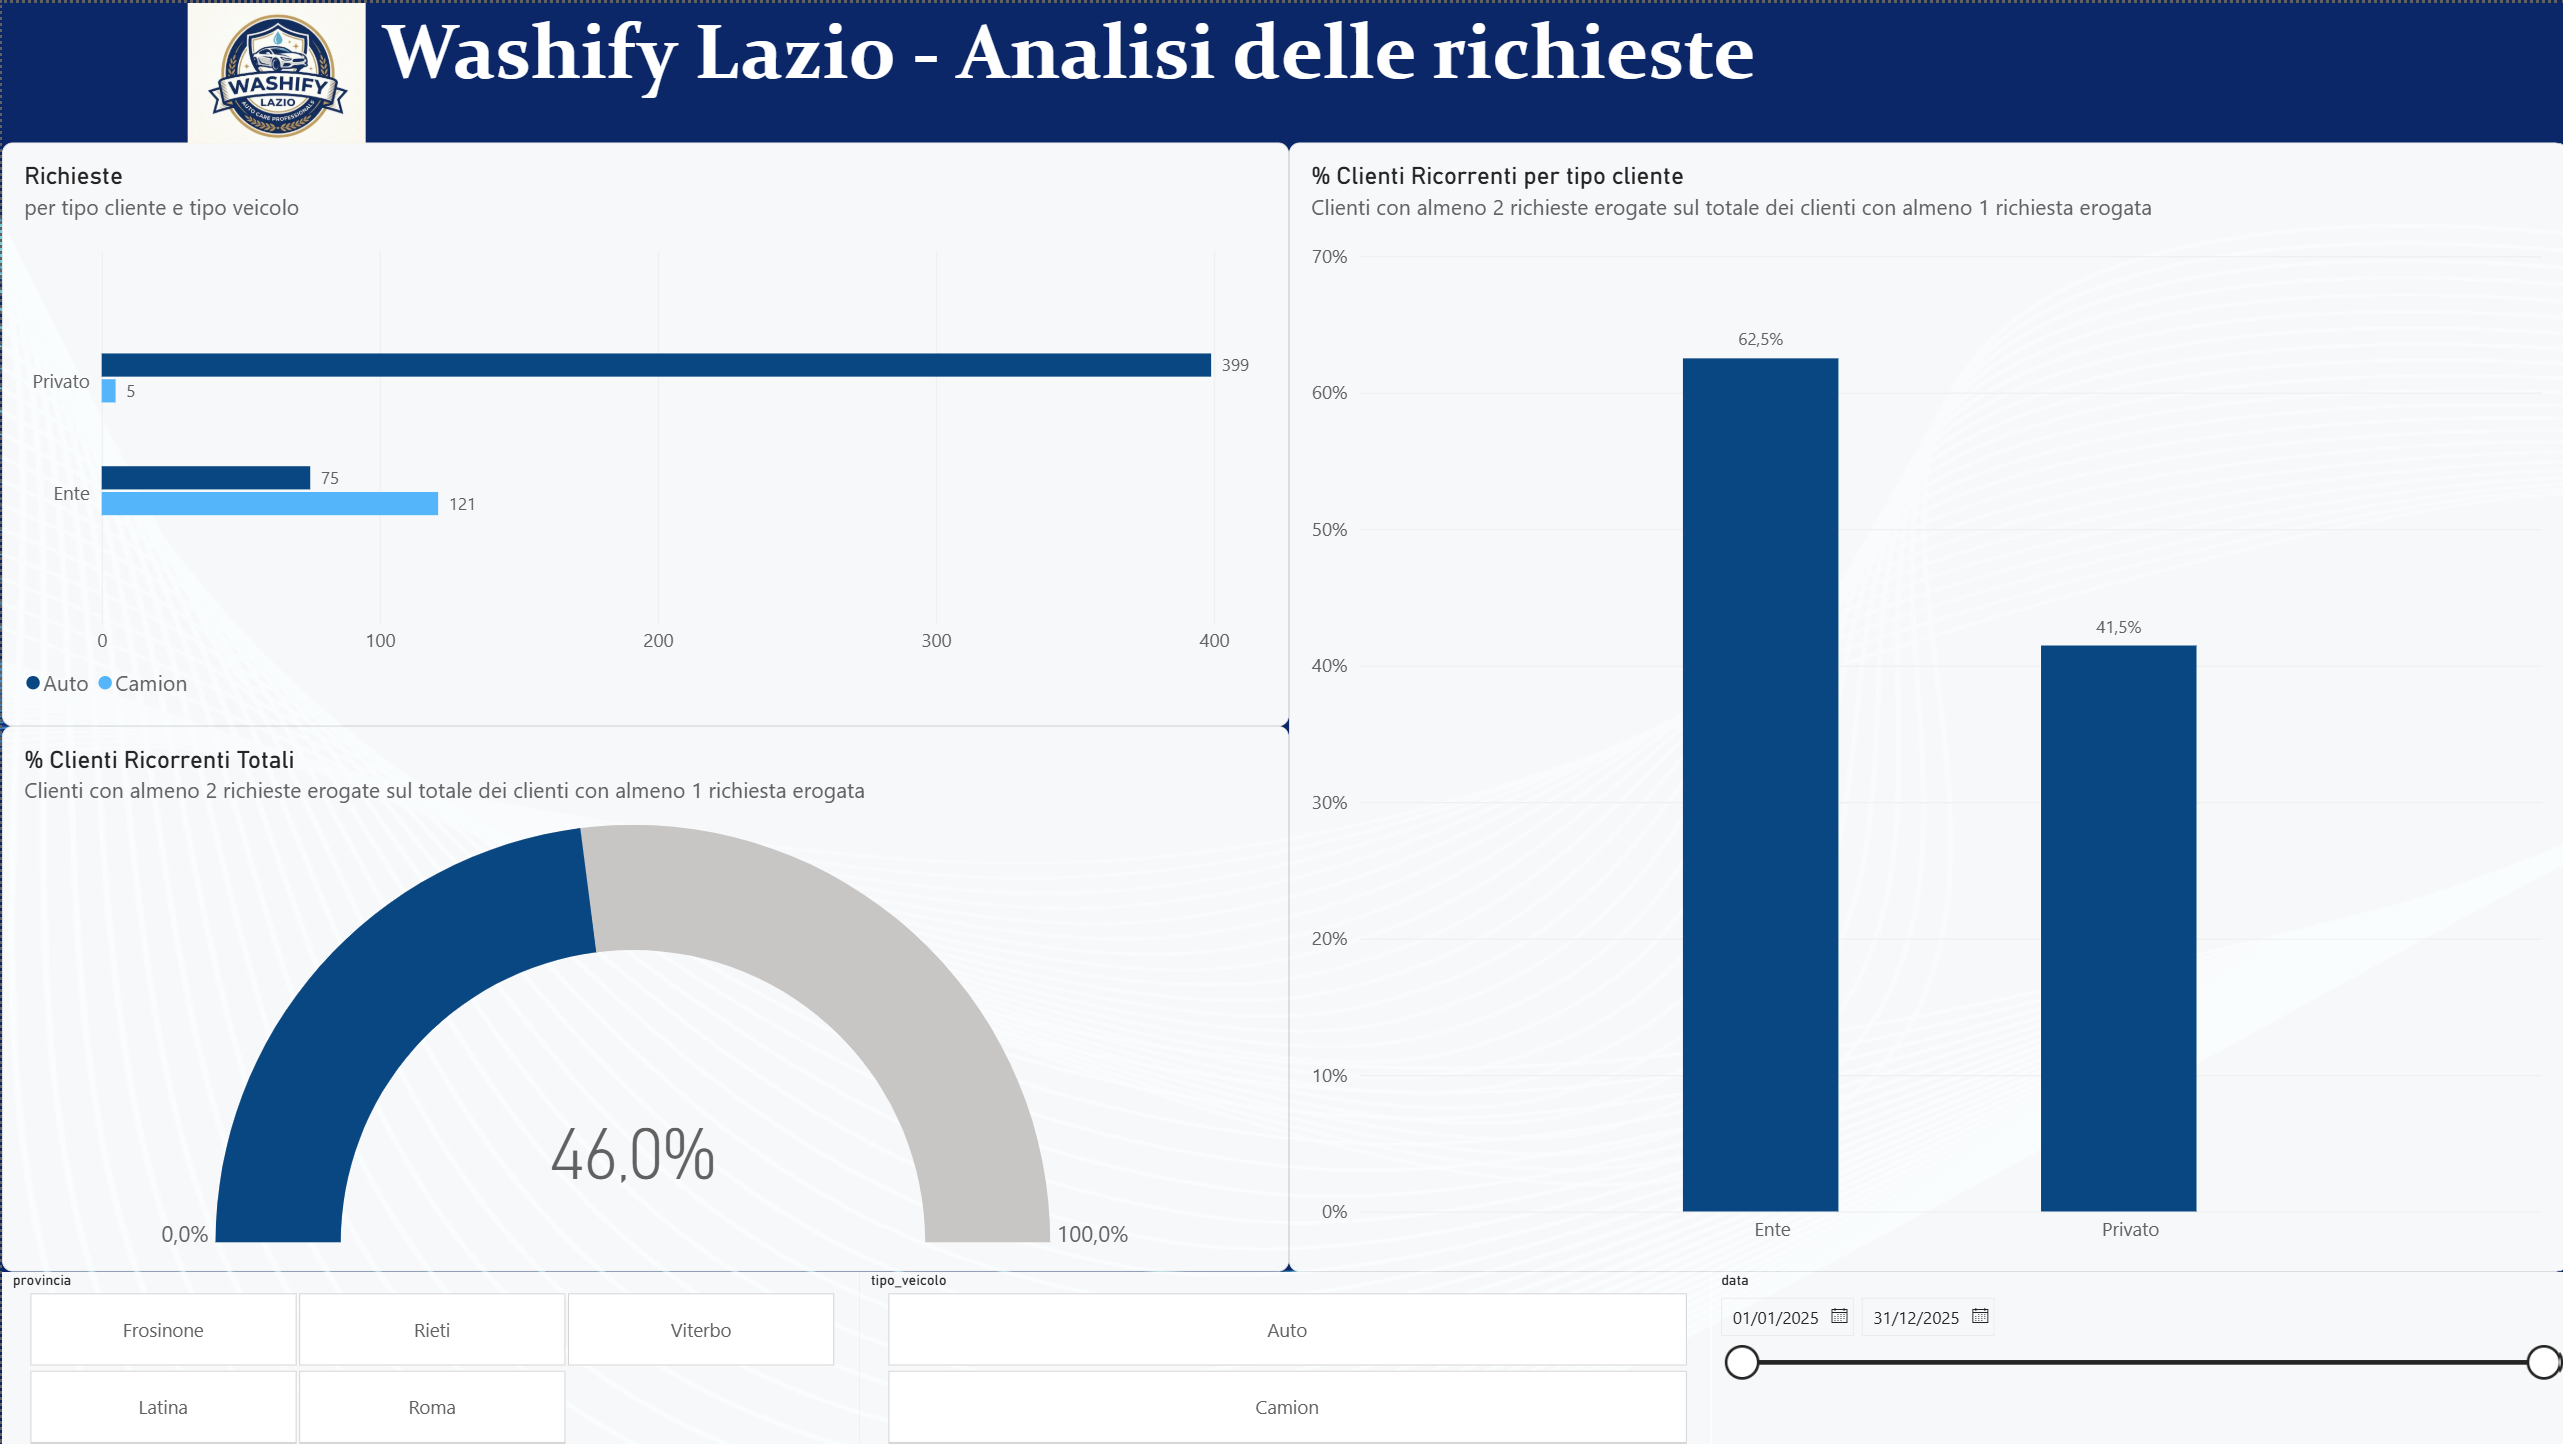 WASHIFY
LAZIO
AUTO CARE PROFESSIONALS
Washify Lazio - Analisi delle richieste
Richieste
per tipo cliente e tipo veicolo
Privato
399
5
Ente
75
121
0
100
200
300
400
Auto
Camion
% Clienti Ricorrenti Totali
Clienti con almeno 2 richieste erogate sul totale dei clienti con almeno 1 richiesta erogata
46,0%
0,0%
100,0%
% Clienti Ricorrenti per tipo cliente
Clienti con almeno 2 richieste erogate sul totale dei clienti con almeno 1 richiesta erogata
70%
60%
50%
40%
30%
20%
10%
0%
62,5%
41,5%
Ente
Privato
provincia
Frosinone
Rieti
Viterbo
Latina
Roma
tipo_veicolo
Auto
Camion
data
01/01/2025
31/12/2025